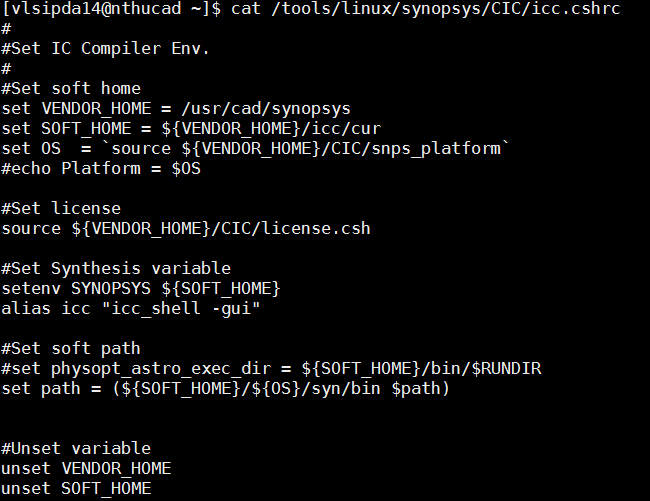 [vlsipda14@nthucad ~]$ cat /tools/linux/synopsys/CIC/icc.cshrc
#
#Set IC Compiler Env.
#
#Set soft home
set VENDOR_HOME = /usr/cad/synopsys
set SOFT_HOME = ${VENDOR_HOME}/icc/cur
set OS  = `source ${VENDOR_HOME}/CIC/snps_platform`
#echo Platform = $OS
#Set license
source ${VENDOR_HOME}/CIC/license.csh
#Set Synthesis variable
setenv SYNOPSYS ${SOFT_HOME}
alias icc "icc_shell -gui"
#Set soft path
#set physopt_astro_exec_dir = ${SOFT_HOME}/bin/$RUNDIR
set path = (${SOFT_HOME}/${OS}/syn/bin $path)
#Unset variable
unset VENDOR_HOME
unset SOFT_HOME